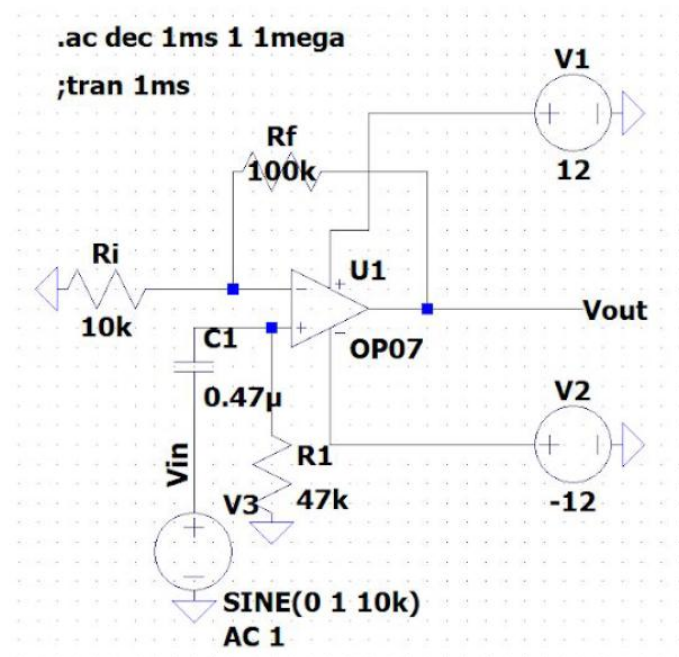 .ac dec 1ms 1 1mega
;tran 1ms
V1
+
12
Rf
100k
Ri
10k
U1
+
-
+
-
OP07
Vout
C1
0.47µ
V2
+
-12
Vin
R1
47k
V3
+
-
SINE(0 1 10k)
AC 1